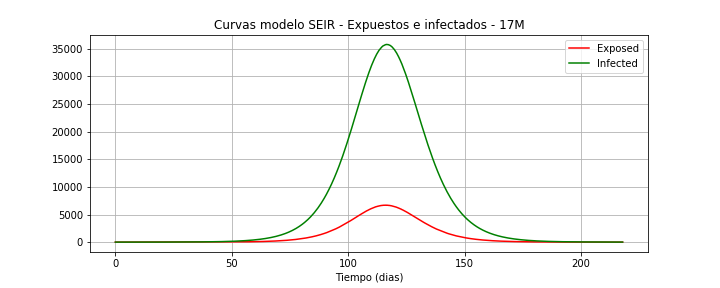 Curvas modelo SEIR - Expuestos e infectados - 17M
Exposed
Infected
35000
30000
25000
20000
15000
10000
5000
0
0 50 100 150 200
Tiempo (dias)